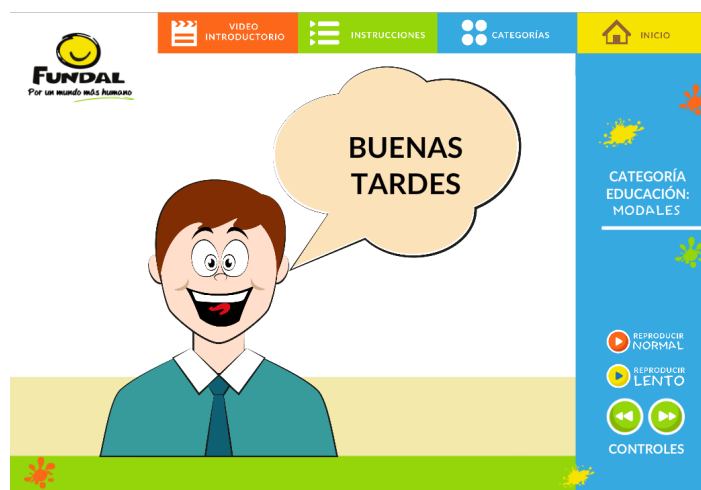 FUNDAL
Por un mundo más humano
VIDEO
INTRODUCTORIO
INSTRUCCIONES
CATEGORÍAS
INICIO
BUENAS
TARDES
CATEGORÍA
EDUCACIÓN:
MODALES
REPRODUCIR
NORMAL
REPRODUCIR
LENTO
CONTROLES